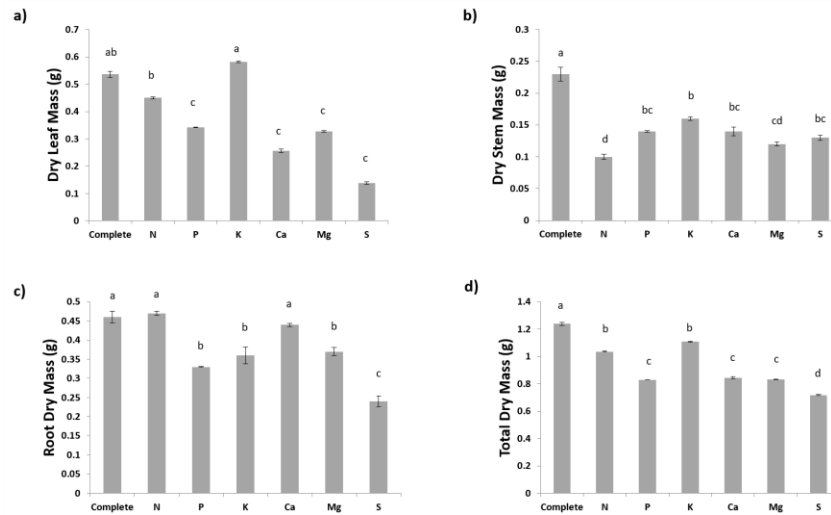 a)
Dry Leaf Mass (g)
0.7
0.6
0.5
0.4
0.3
0.2
0.1
0
ab
b
c
a
c
c
c
Complete N P K Ca Mg S
b)
Dry Stem Mass (g)
0.25
0.2
0.15
0.1
0.05
0
a
d
bc
b
bc
cd
bc
Complete N P K Ca Mg S
c)
Root Dry Mass (g)
0.5
0.45
0.4
0.35
0.3
0.25
0.2
0.15
0.1
0.05
0
a
a
b
b
a
b
c
Complete N P K Ca Mg S
d)
Total Dry Mass (g)
1.4
1.2
1
0.8
0.6
0.4
0.2
0
a
b
c
b
c
c
d
Complete N P K Ca Mg S